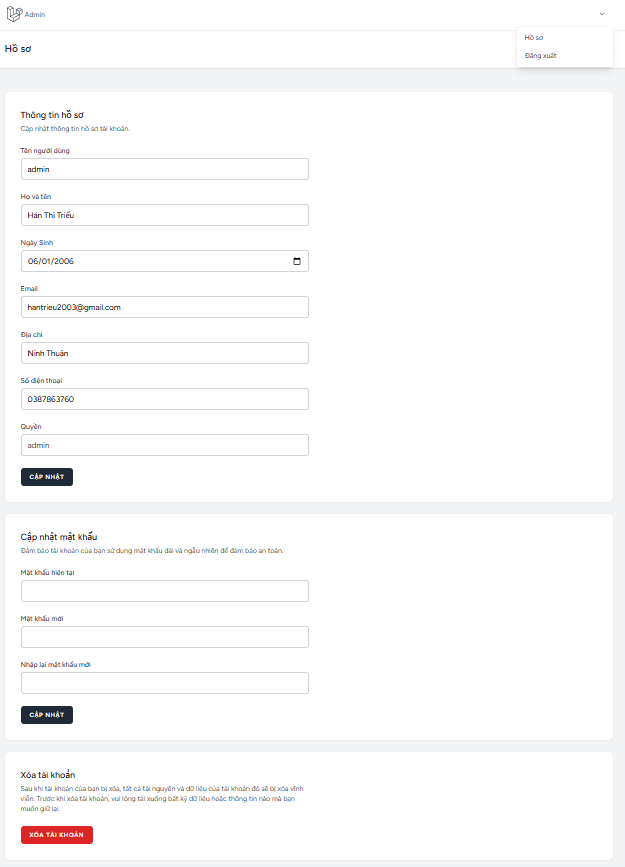 Admin
Hồ sơ
Đăng xuất
Hồ sơ
Thông tin hồ sơ
Cập nhật thông tin hồ sơ tài khoản.
Tên người dùng
admin
Họ và tên
Hán Thị Triều
Ngày Sinh
06/01/2006
Email
hantrieu2003@gmail.com
Địa chỉ
Ninh Thuận
Số điện thoại
0387863760
Quyền
admin
CẬP NHẬT
Cập nhật mật khẩu
Đảm bảo tài khoản của bạn sử dụng mật khẩu dài và ngẫu nhiên để đảm bảo an toàn.
Mật khẩu hiện tại
Mật khẩu mới
Nhập lại mật khẩu mới
CẬP NHẬT
Xóa tài khoản
Sau khi tài khoản của bạn bị xóa, tất cả tài nguyên và dữ liệu của tài khoản đó sẽ bị xóa vĩnh
viễn. Trước khi xóa tài khoản, vui lòng tải xuống bất kỳ dữ liệu hoặc thông tin nào mà bạn
muốn giữ lại.
XÓA TÀI KHOẢN